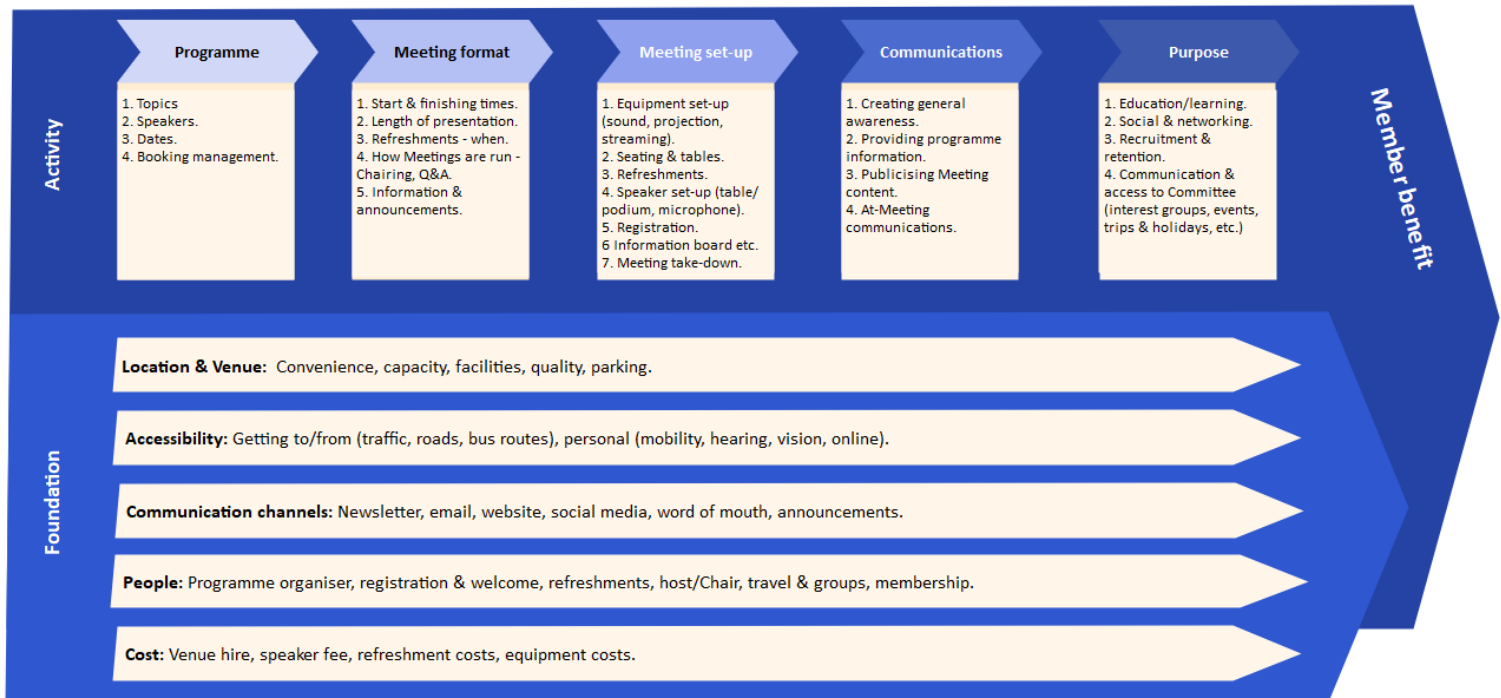 Activity
Programme
1. Topics
2. Speakers.
3. Dates.
4. Booking management.
Meeting format
1. Start & finishing times.
2. Length of presentation.
3. Refreshments - when.
4. How Meetings are run -
Chairing, Q&A.
5. Information &
announcements.
Meeting set-up
1. Equipment set-up
(sound, projection,
streaming).
2. Seating & tables.
3. Refreshments.
4. Speaker set-up (table/
podium, microphone).
5. Registration.
6 Information board etc.
7. Meeting take-down.
Communications
1. Creating general
awareness.
2. Providing programme
information.
3. Publicising Meeting
content.
4. At-Meeting
communications.
Purpose
1. Education/learning.
2. Social & networking.
3. Recruitment &
retention.
4. Communication &
access to Committee
(interest groups, events,
trips & holidays, etc.)
Member benefit
Foundation
Location & Venue: Convenience, capacity, facilities, quality, parking.
Accessibility: Getting to/from (traffic, roads, bus routes), personal (mobility, hearing, vision, online).
Communication channels: Newsletter, email, website, social media, word of mouth, announcements.
People: Programme organiser, registration & welcome, refreshments, host/Chair, travel & groups, membership.
Cost: Venue hire, speaker fee, refreshment costs, equipment costs.